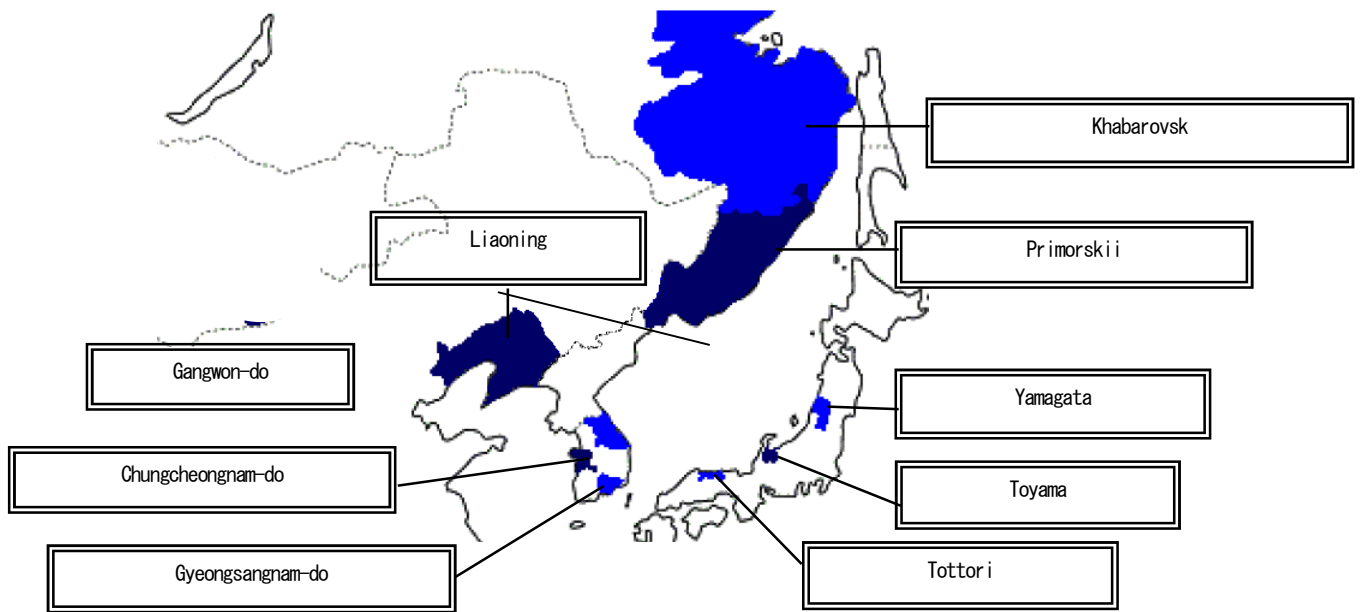 Khabarovsk
Liaoning
Primorskii
Gangwon-do
Yamagata
Chungcheongnam-do
Toyama
Gyeongsangnam-do
Tottori